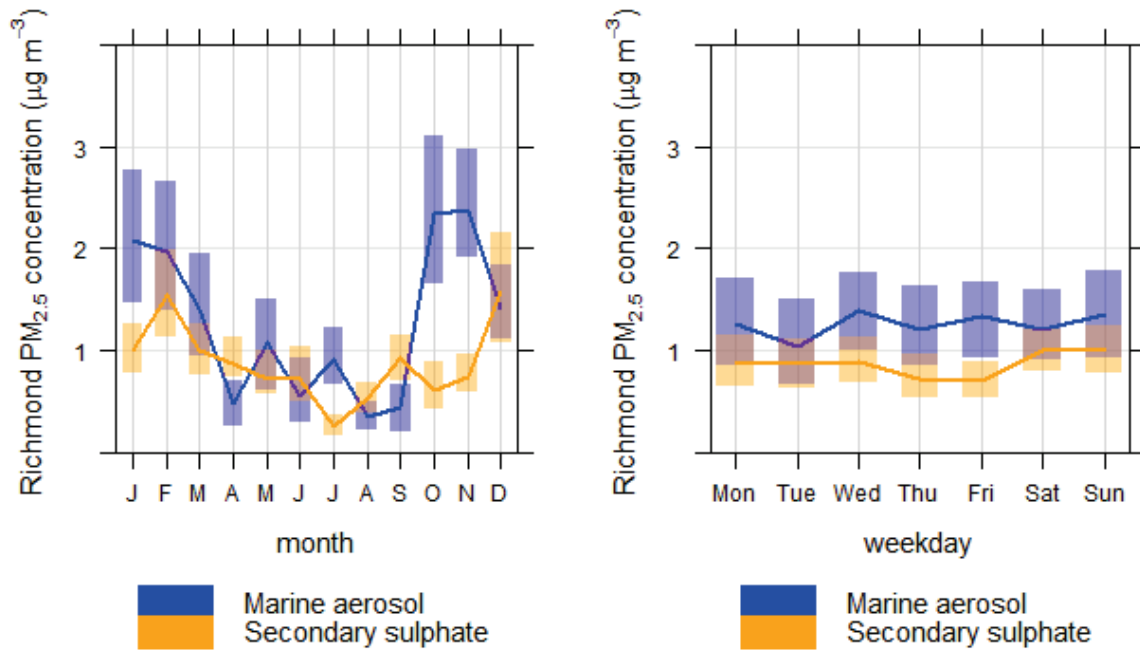 Richmond PM2.5 concentration (μg m−3)
3
2
1
J F M A M J J A S O N D
month
Marine aerosol
Secondary sulphate
Richmond PM2.5 concentration (μg m−3)
3
2
1
Mon Tue Wed Thu Fri Sat Sun
weekday
Marine aerosol
Secondary sulphate